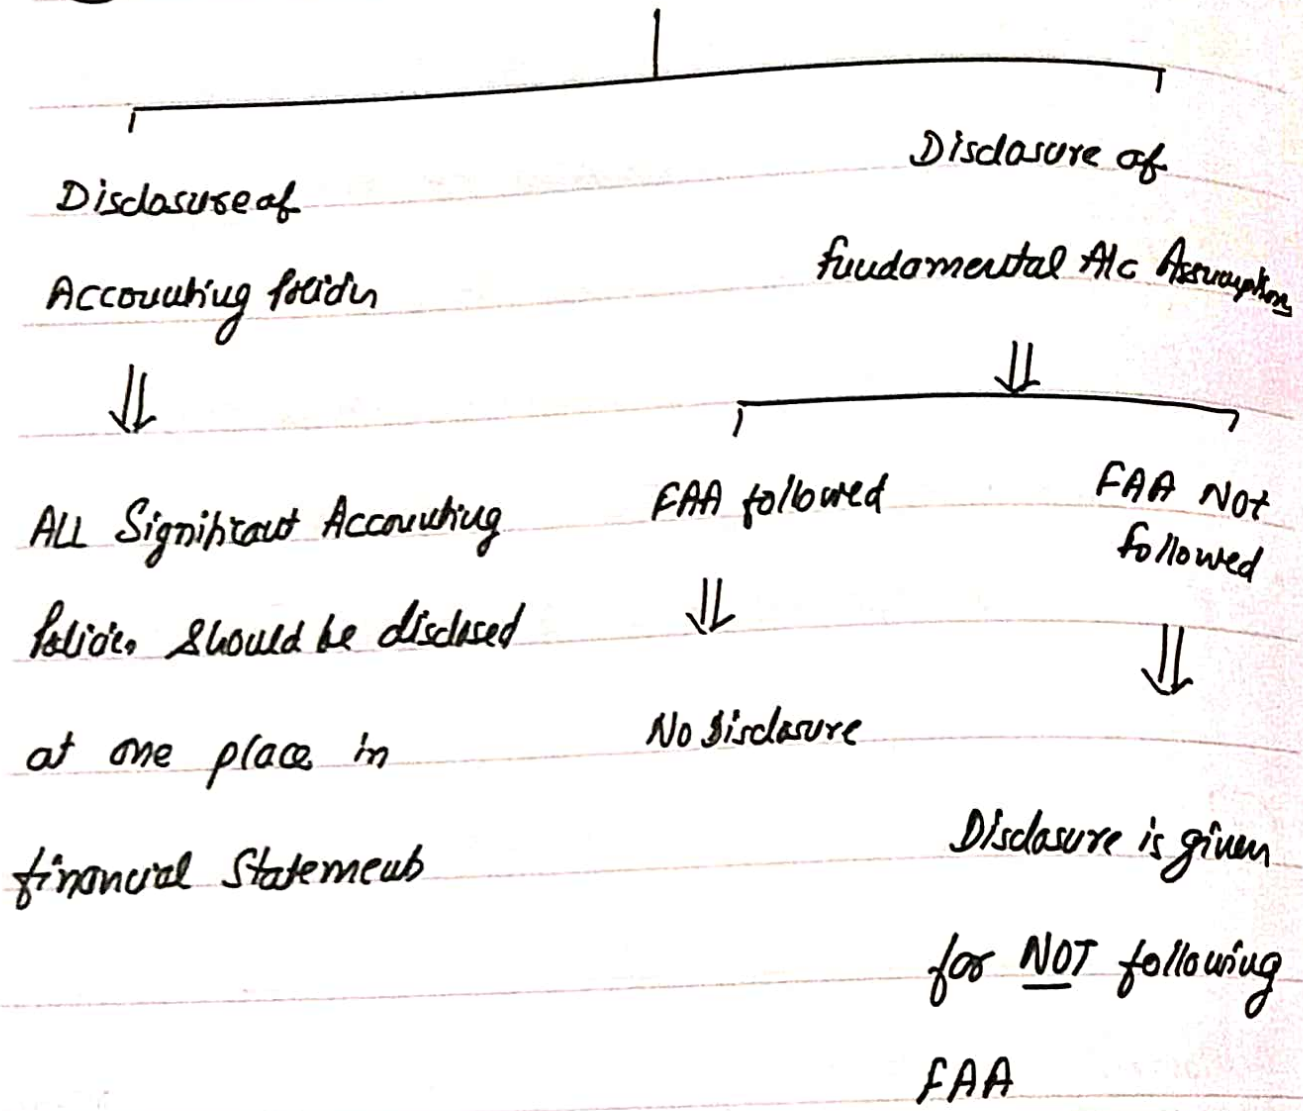 Disclosure of
Accounting Policies
⇓
ALL Significant Accounting
Policies should be disclosed
at one place in
financial Statements
Disclosure of
fundamental A/c Assumptions
⇓
FAA followed
⇓
No Disclosure
FAA Not
followed
⇓
Disclosure is given
for NOT following
FAA